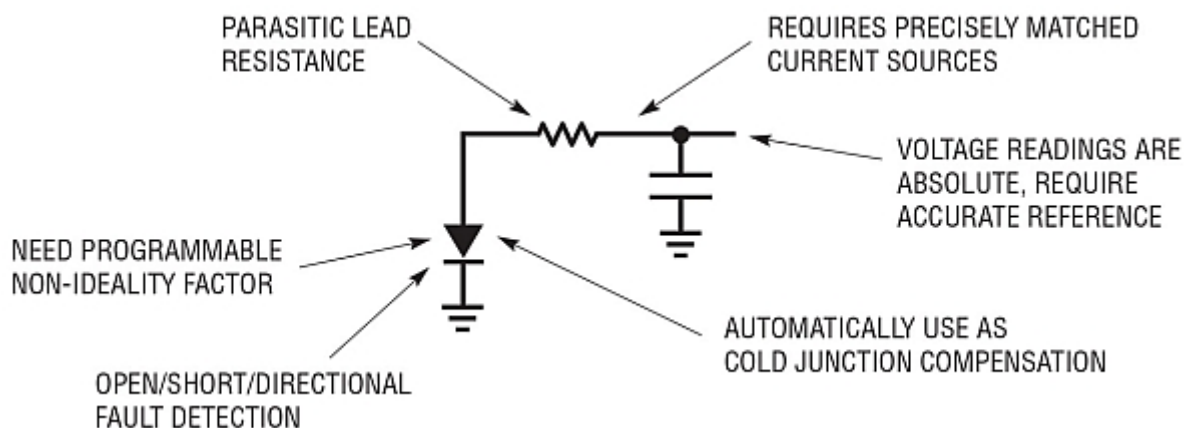 PARASITIC LEAD
RESISTANCE
REQUIRES PRECISELY MATCHED
CURRENT SOURCES
VOLTAGE READINGS ARE
ABSOLUTE, REQUIRE
ACCURATE REFERENCE
NEED PROGRAMMABLE
NON-IDEALITY FACTOR
AUTOMATICALLY USE AS
COLD JUNCTION COMPENSATION
OPEN/SHORT/DIRECTIONAL
FAULT DETECTION